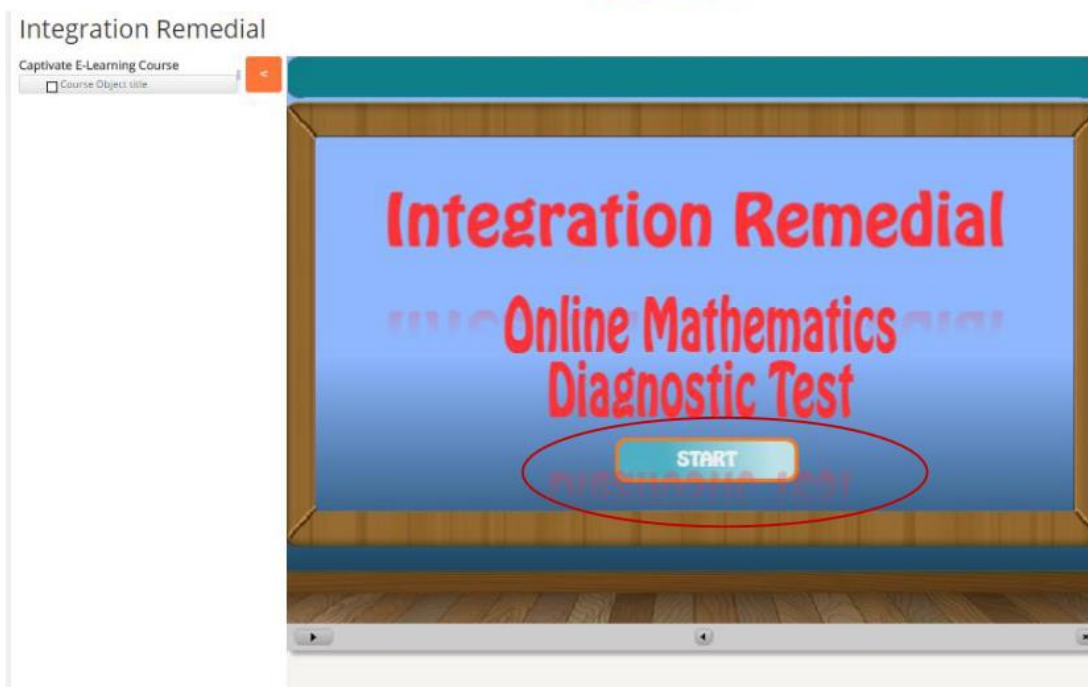 Integration Remedial
Captivate E-Learning Course
<
Course Object title
Integration Remedial
Online Mathematics
Diagnostic Test
START